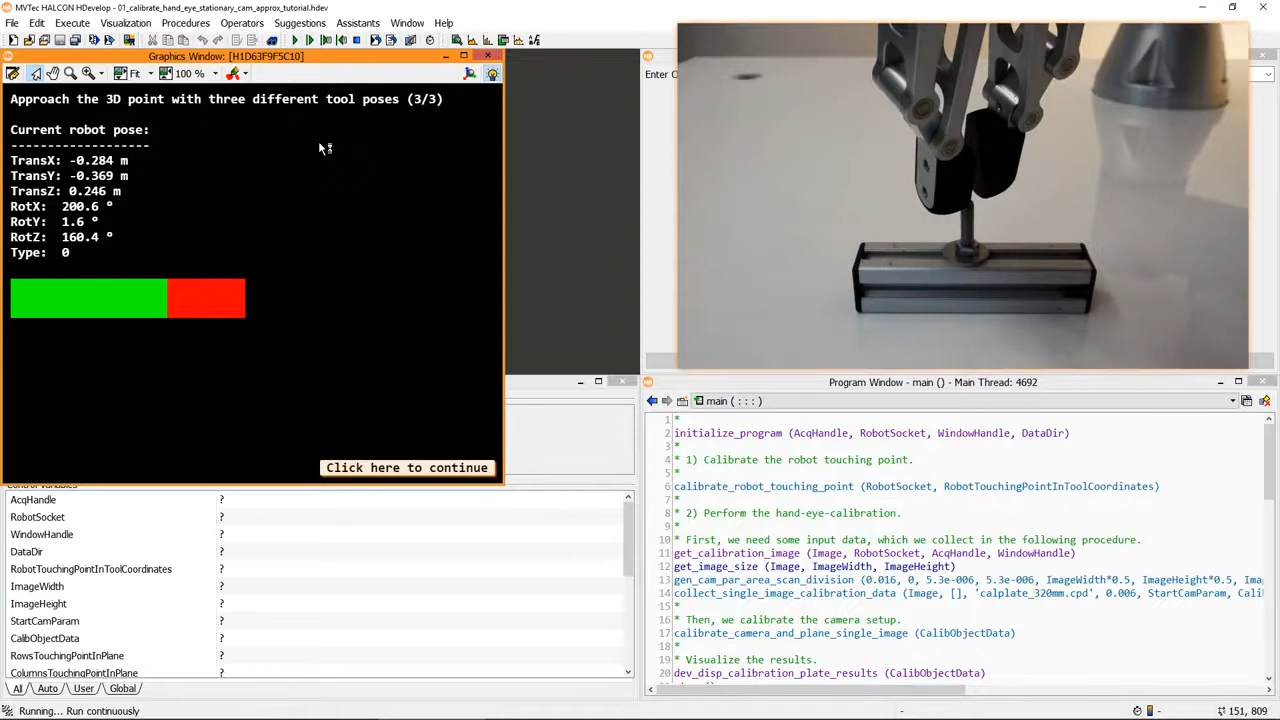 MVTec HALCON HDevelop - 01_calibrate_hand_eye_stationary_cam_approx_tutorial.hdev
File Edit Execute Visualization Procedures Operators Suggestions Assistants Window Help
Graphics Window: [H1D63F9F5C10]
Fit 100 %
Enter O
Approach the 3D point with three different tool poses (3/3)
Current robot pose:
-------------------
TransX: -0.284 m
TransY: -0.369 m
TransZ: 0.246 m
RotX: 200.6 º
RotY: 1.6 º
RotZ: 160.4 º
Type: 0
Click here to continue
AcqHandle ?
RobotSocket ?
WindowHandle ?
DataDir ?
RobotTouchingPointInToolCoordinates ?
ImageWidth ?
ImageHeight ?
StartCamParam ?
CalibObjectData ?
RowsTouchingPointInPlane ?
ColumnsTouchingPointInPlane ?
All Auto User Global
Program Window - main () - Main Thread: 4692
main ( : : : )
1 *
2 initialize_program (AcqHandle, RobotSocket, WindowHandle, DataDir)
3 *
4 * 1) Calibrate the robot touching point.
5 *
6 calibrate_robot_touching_point (RobotSocket, RobotTouchingPointInToolCoordinates)
7 *
8 * 2) Perform the hand-eye-calibration.
9 *
10 * First, we need some input data, which we collect in the following procedure.
11 get_calibration_image (Image, RobotSocket, AcqHandle, WindowHandle)
12 get_image_size (Image, ImageWidth, ImageHeight)
13 gen_cam_par_area_scan_division (0.016, 0, 5.3e-006, 5.3e-006, ImageWidth*0.5, ImageHeight*0.5, Ima
14 collect_single_image_calibration_data (Image, [], 'calplate_320mm.cpd', 0.006, StartCamParam, Cali
15 *
16 * Then, we calibrate the camera setup.
17 calibrate_camera_and_plane_single_image (CalibObjectData)
18 *
19 * Visualize the results.
20 dev_disp_calibration_plate_results (CalibObjectData)
Running... Run continuously
- - 151, 809